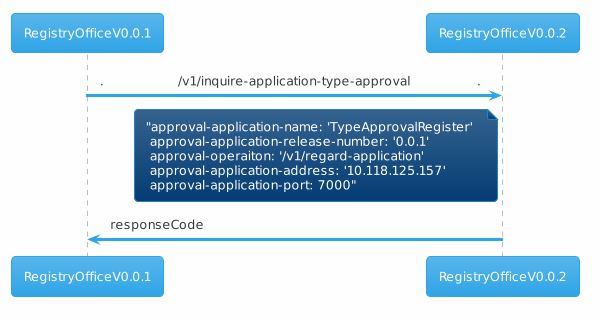 RegistryOfficeV0.0.1 RegistryOfficeV0.0.2
. /v1/inquire-application-type-approval .
"approval-application-name: 'TypeApprovalRegister'
approval-application-release-number: '0.0.1'
approval-operaiton: '/v1/regard-application'
approval-application-address: '10.118.125.157'
approval-application-port: 7000"
responseCode
RegistryOfficeV0.0.1 RegistryOfficeV0.0.2